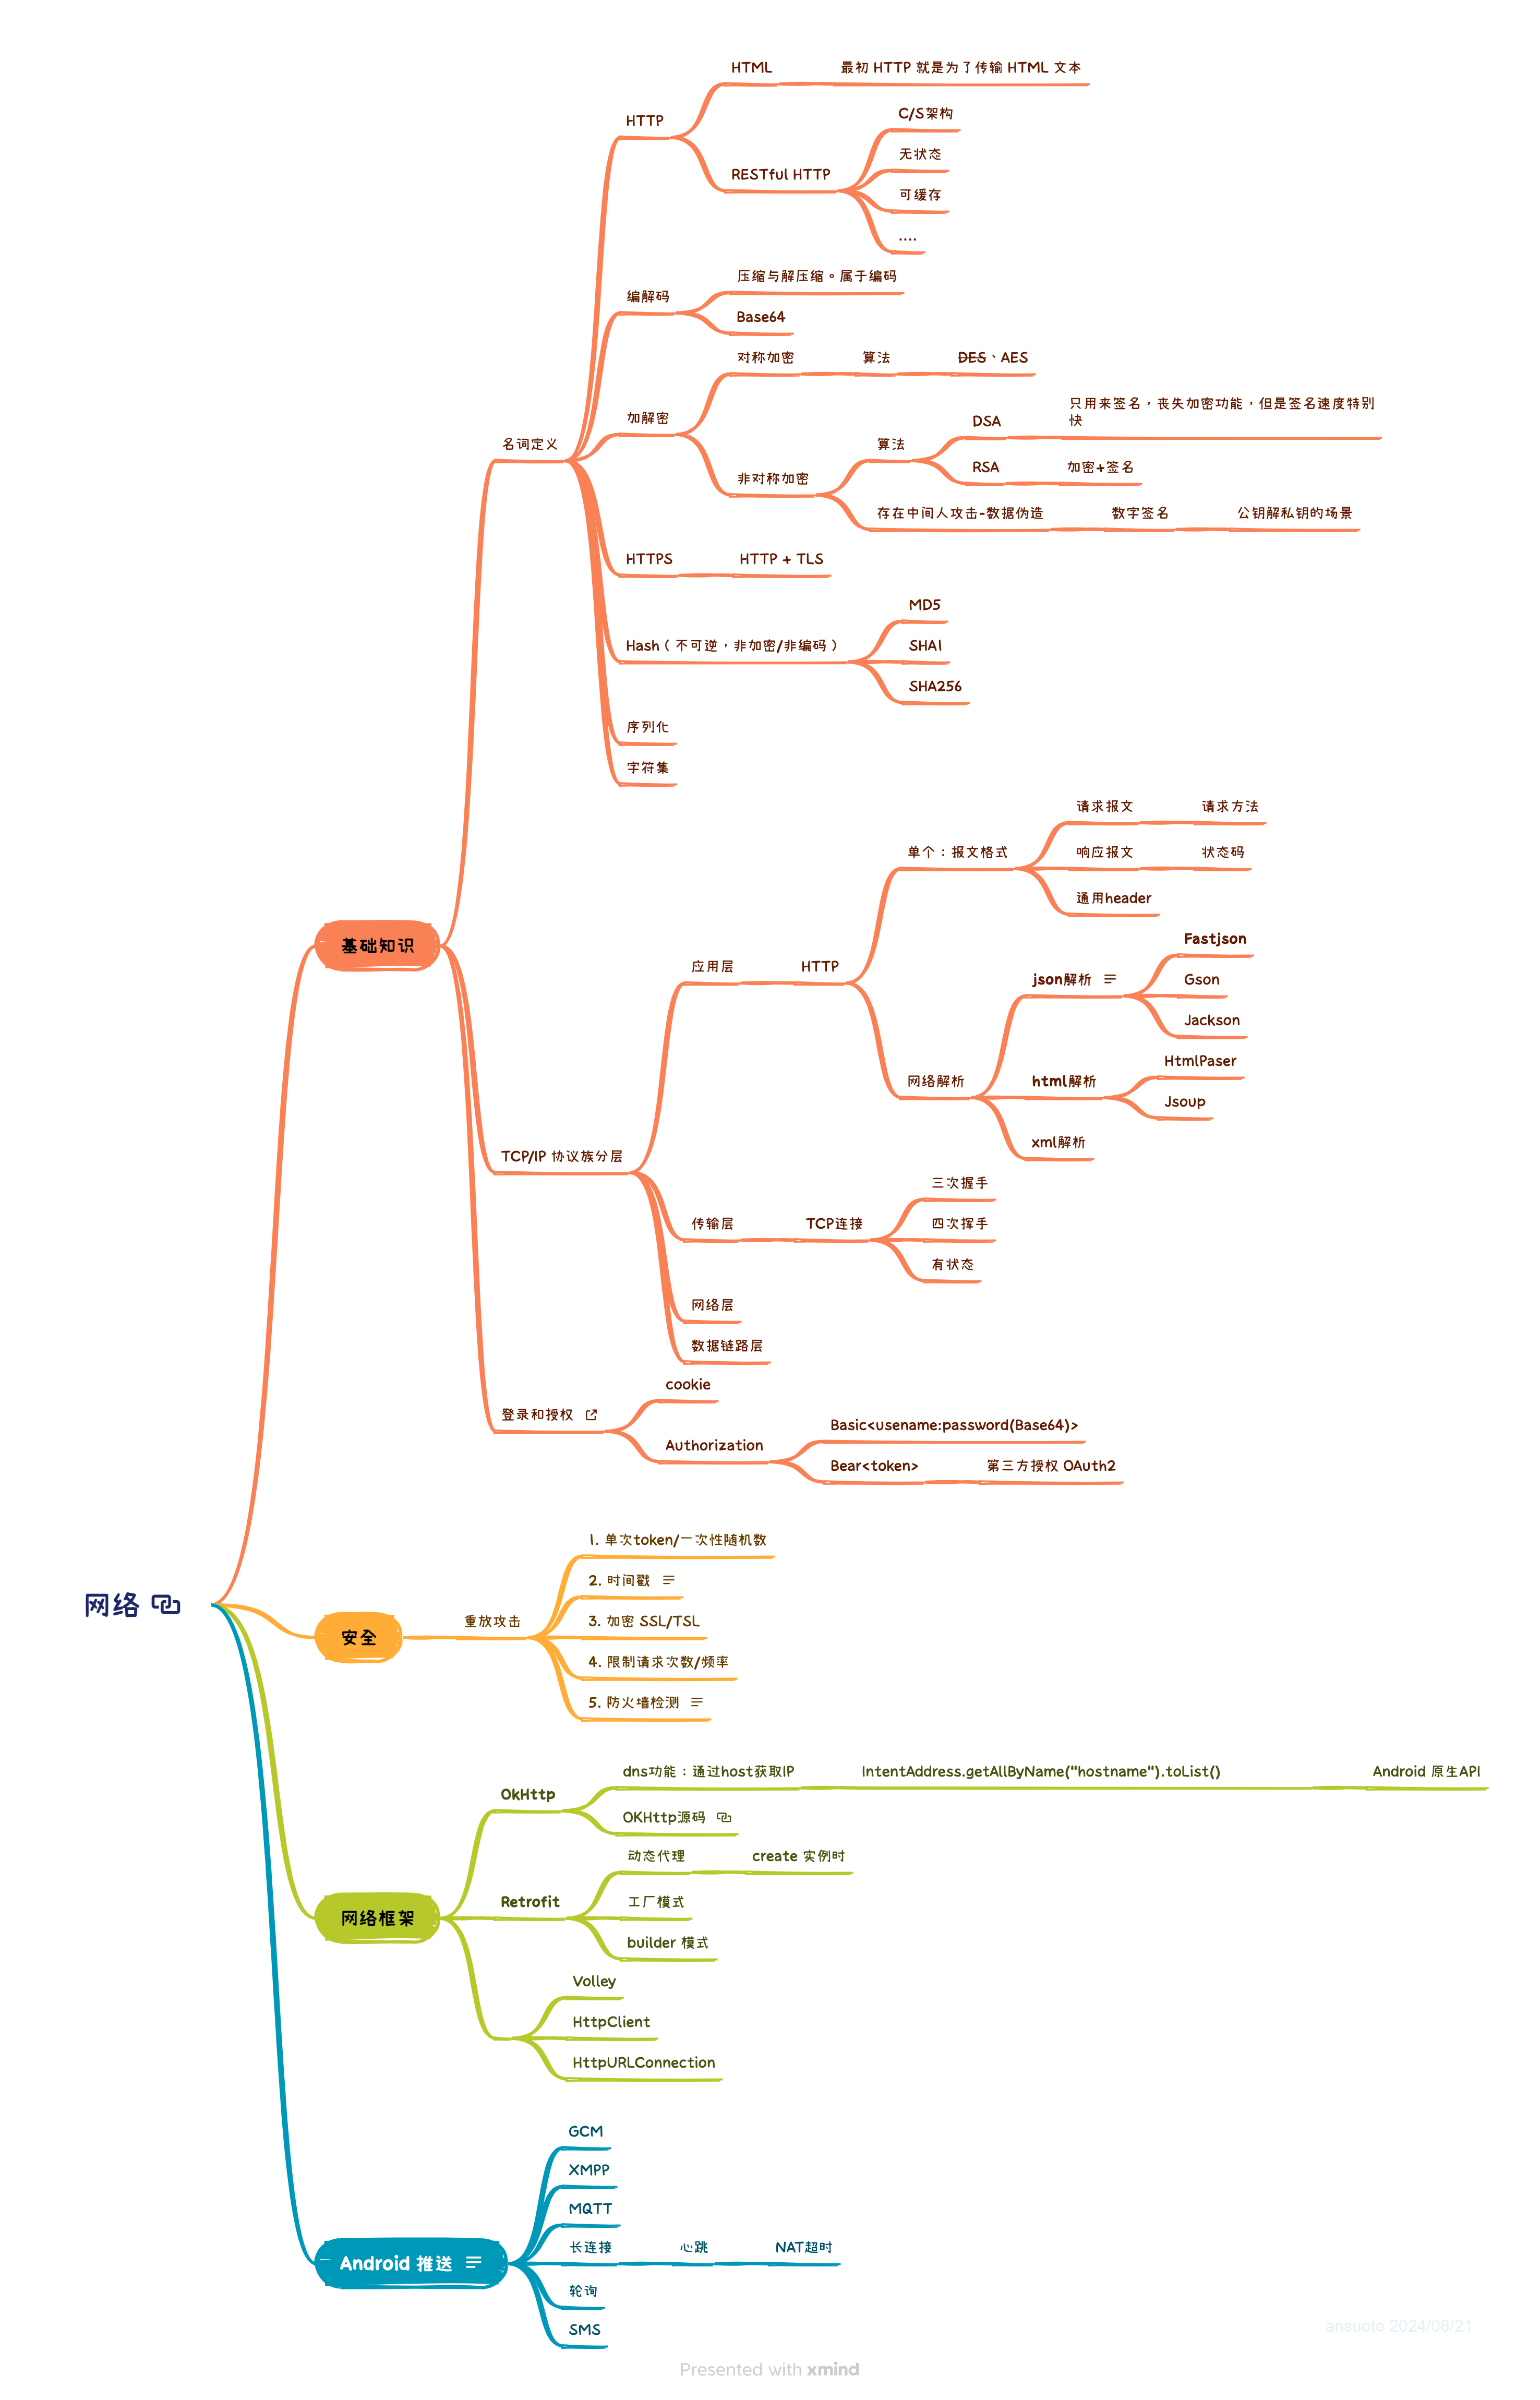 HTML
最初 HTTP 就是为了传输 HTML 文本
HTTP
C/S架构
无状态
RESTful HTTP
可缓存
....
压缩与解压缩。属于编码
编解码
Base64
对称加密
算法
DES、AES
加解密
只用来签名，丧失加密功能，但是签名速度特别
快
DSA
算法
RSA
加密+签名
非对称加密
存在中间人攻击-数据伪造
数字签名
公钥解私钥的场景
名词定义
HTTPS
HTTP + TLS
MD5
Hash（不可逆，非加密/非编码）
SHA1
SHA256
序列化
字符集
请求报文
请求方法
单个：报文格式
响应报文
状态码
通用header
基础知识
应用层
HTTP
Fastjson
json解析
Gson
Jackson
HtmlPaser
网络解析
html解析
Jsoup
xml解析
TCP/IP 协议族分层
三次握手
传输层
TCP连接
四次挥手
有状态
网络层
数据链路层
cookie
登录和授权
Basic<usename:password(Base64)>
Authorization
Bear<token>
第三方授权 OAuth2
网络
1. 单次token/一次性随机数
2. 时间戳
安全
重放攻击
3. 加密 SSL/TSL
4. 限制请求次数/频率
5. 防火墙检测
dns功能：通过host获取IP
IntentAddress.getAllByName("hostname").toList()
Android 原生API
OkHttp
OKHttp源码
动态代理
create 实例时
网络框架
Retrofit
工厂模式
builder 模式
Volley
HttpClient
HttpURLConnection
GCM
XMPP
MQTT
Android 推送
长连接
心跳
NAT超时
轮询
SMS
ansuote 2024/06/21
Presented with xmind